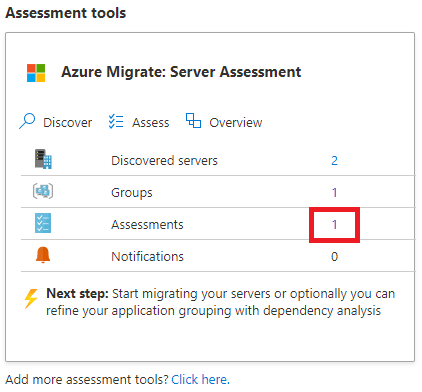 Assessment tools
Azure Migrate: Server Assessment
Discover Assess Overview
Discovered servers 2
Groups 1
Assessments 1
Notifications 0
Next step: Start migrating your servers or optionally you can
refine your application grouping with dependency analysis
Add more assessment tools? Click here.